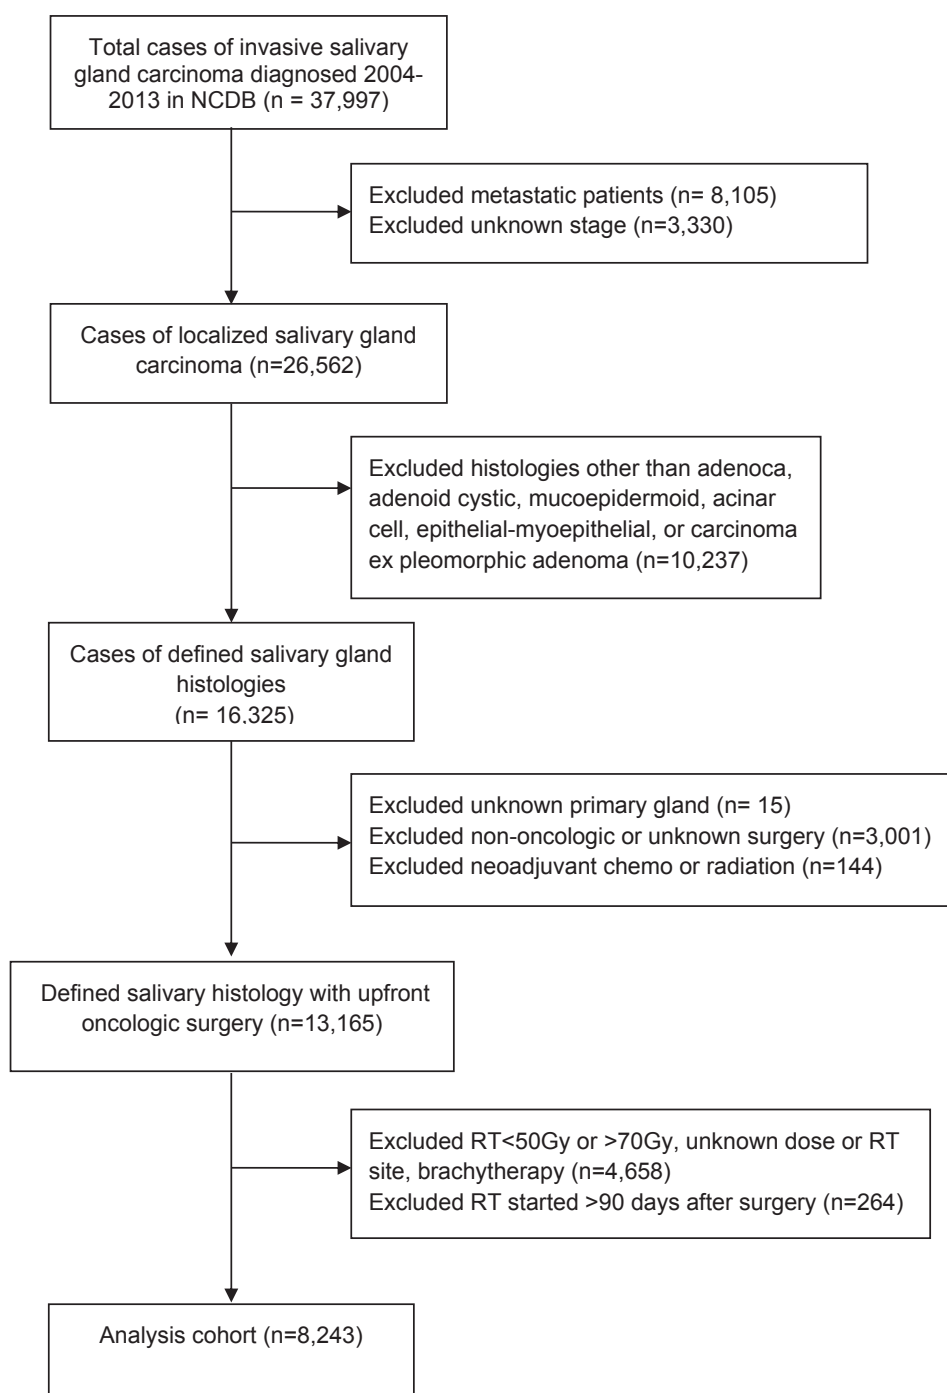 Total cases of invasive salivary
gland carcinoma diagnosed 2004-
2013 in NCDB (n = 37,997)
Excluded metastatic patients (n= 8,105)
Excluded unknown stage (n=3,330)
Cases of localized salivary gland
carcinoma (n=26,562)
Excluded histologies other than adenoca,
adenoid cystic, mucoepidermoid, acinar
cell, epithelial-myoepithelial, or carcinoma
ex pleomorphic adenoma (n=10,237)
Cases of defined salivary gland
histologies
(n= 16,325)
Excluded unknown primary gland (n= 15)
Excluded non-oncologic or unknown surgery (n=3,001)
Excluded neoadjuvant chemo or radiation (n=144)
Defined salivary histology with upfront
oncologic surgery (n=13,165)
Excluded RT<50Gy or >70Gy, unknown dose or RT
site, brachytherapy (n=4,658)
Excluded RT started >90 days after surgery (n=264)
Analysis cohort (n=8,243)